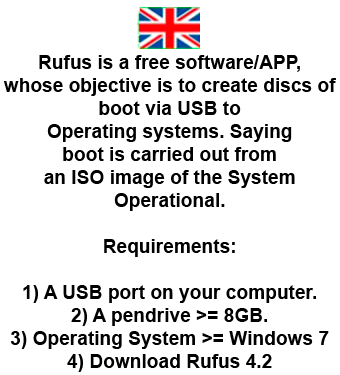 Rufus is a free software/APP,
whose objective is to create discs of
boot via USB to
Operating systems. Saying
boot is carried out from
an ISO image of the System
Operational.
Requirements:
1) A USB port on your computer.
2) A pendrive >= 8GB.
3) Operating System >= Windows 7
4) Download Rufus 4.2